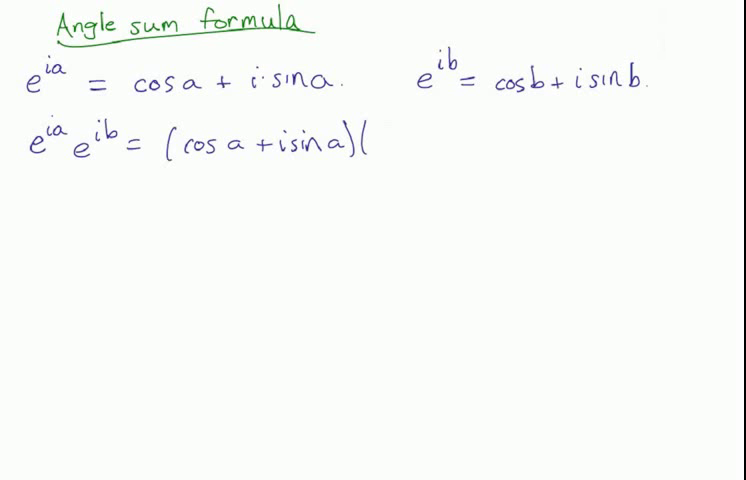 Angle sum formula
e^{ia} = cos a + i·sin a. e^{ib} = cos b + i sin b.
e^{ia} e^{ib} = (cos a + i sin a)(